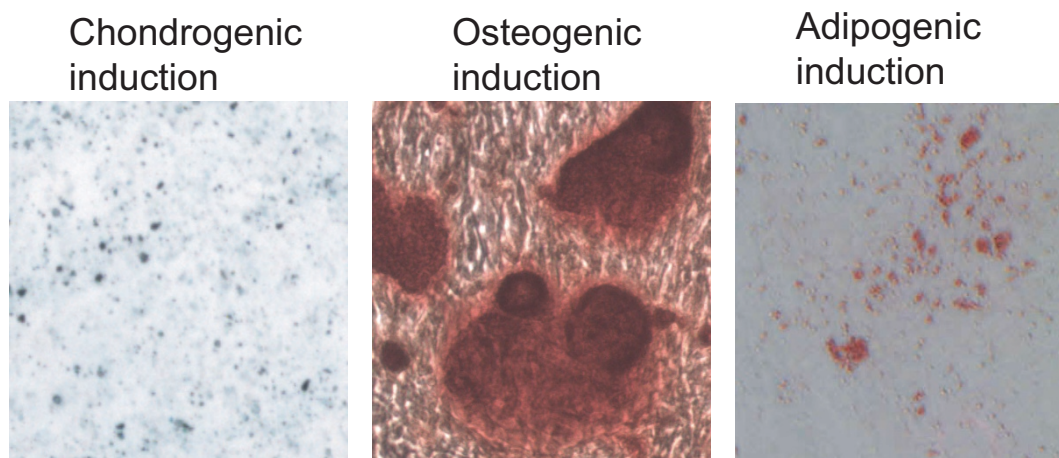 Chondrogenic
induction
Osteogenic
induction
Adipogenic
induction